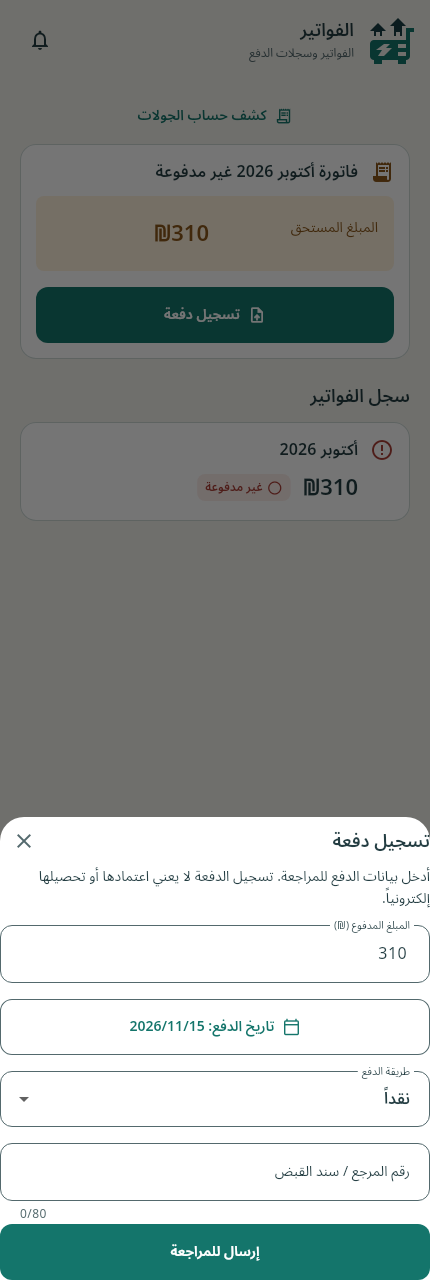 الفواتير
الفواتير وسجلات الدفع
كشف حساب الجولات
فاتورة أكتوبر 2026 غير مدفوعة
المبلغ المستحق
₪310
تسجيل دفعة
سجل الفواتير
أكتوبر 2026
₪310
غير مدفوعة
تسجيل دفعة
أدخل بيانات الدفع للمراجعة. تسجيل الدفعة لا يعني اعتمادها أو تحصيلها
إلكترونياً.
المبلغ المدفوع (₪)
310
تاريخ الدفع: 2026/11/15
طريقة الدفع
نقداً
رقم المرجع / سند القبض
0/80
إرسال للمراجعة